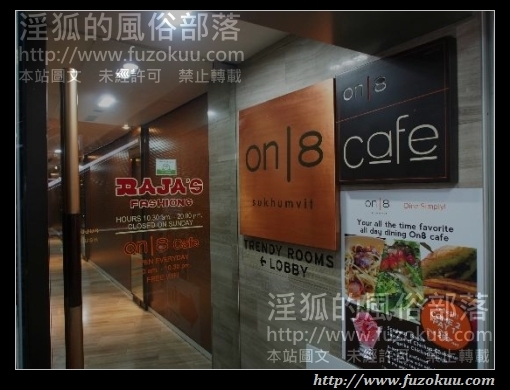 淫狐的風俗部落
http://www.fuzokuu.com
本站圖文 未經許可 禁止轉載
RAJA'S
FASHIONS
HOURS 10.30 am. - 20.00 pm.
CLOSED ON SUNDAY
on|8 Cafe
OPEN EVERYDAY
on|8
sukhumvit
TRENDY ROOMS
← LOBBY
on|8
cafe
on|8
Dine Simply!
Your all the time favorite
all day dining On8 cafe
淫狐的風俗部落
http://www.fuzokuu.com
本站圖文 未經許可 禁止轉載
http://www.fuzokuu.com